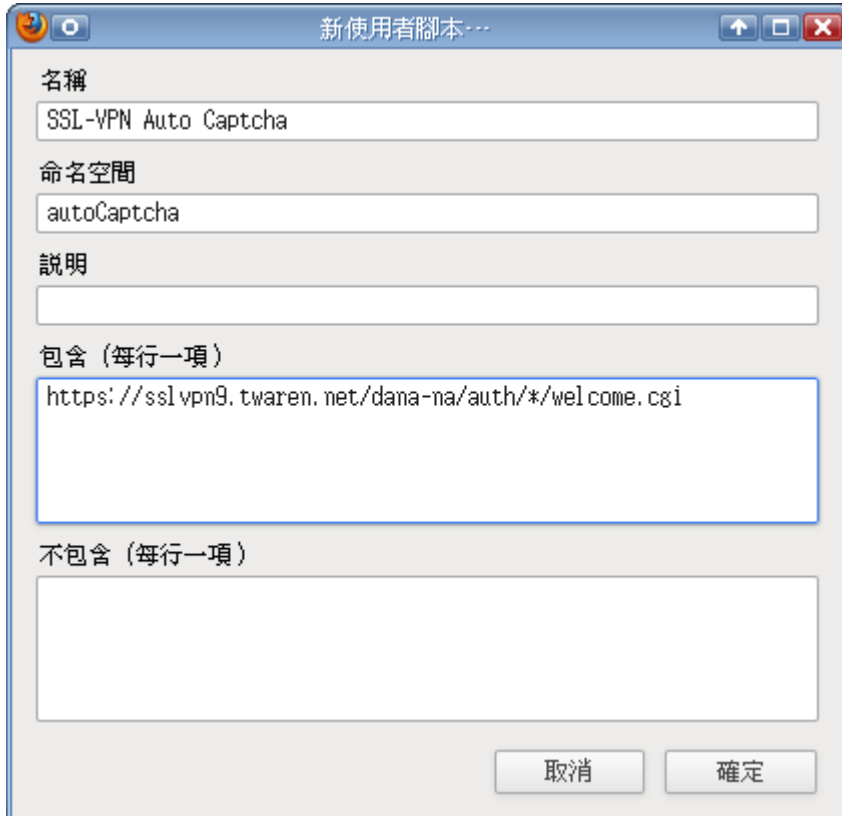 新使用者腳本…
名稱
SSL-VPN Auto Captcha
命名空間
autoCaptcha
説明
包含 (每行一項)
https://sslvpn9.twaren.net/dana-na/auth/*/welcome.cgi
不包含 (每行一項)
取消
確定